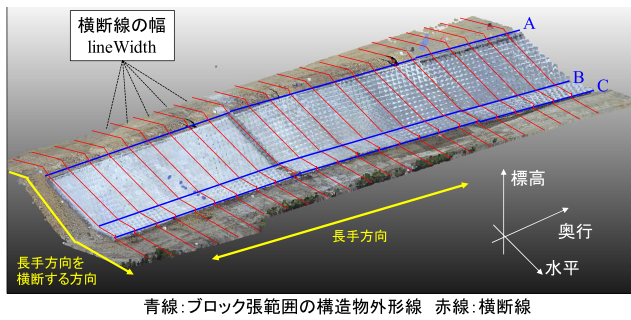 横断線の幅
lineWidth
A
B
C
標高
奥行
水平
長手方向
長手方向を
横断する方向
青線：ブロック張範囲の構造物外形線　赤線：横断線